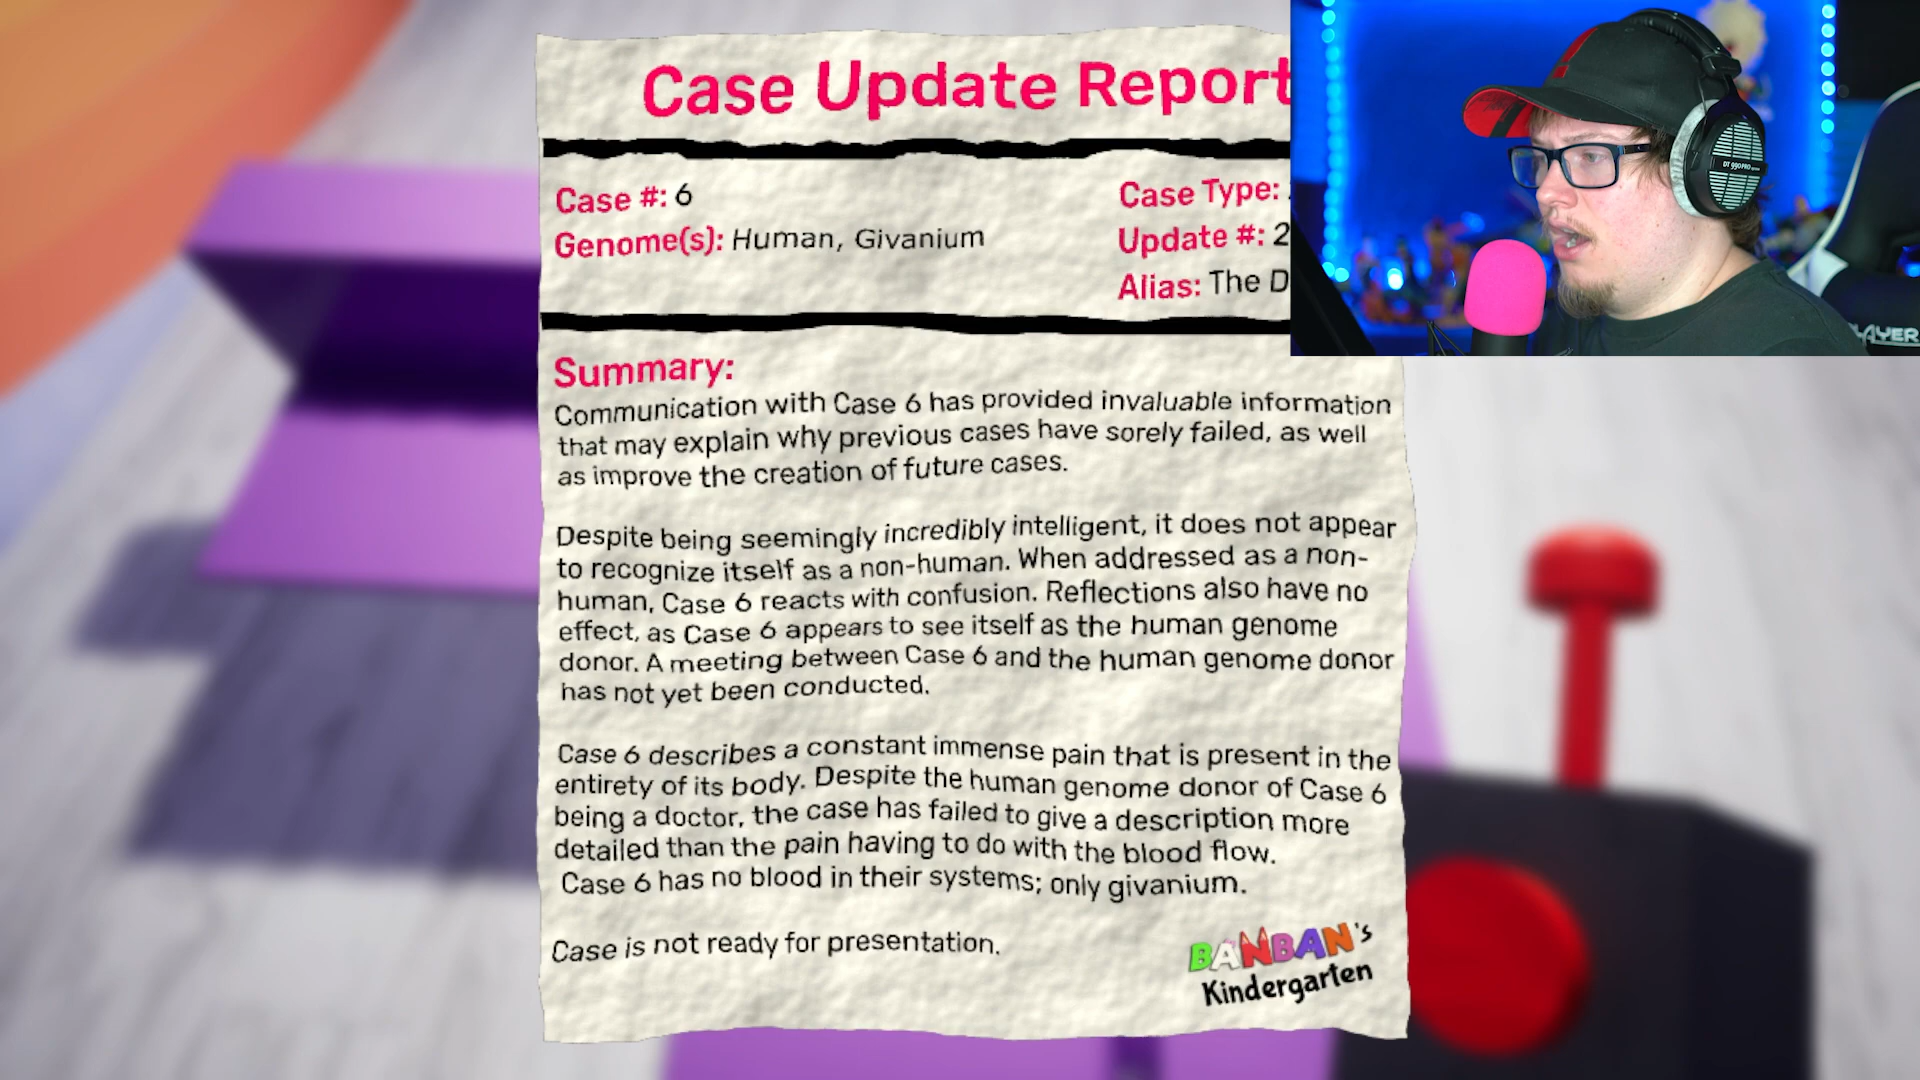 Case Update Report
Case #: 6
Genome(s): Human, Givanium
Case Type:
Update #: 2
Alias: The D
Summary:
Communication with Case 6 has provided invaluable information
that may explain why previous cases have sorely failed, as well
as improve the creation of future cases.
Despite being seemingly incredibly intelligent, it does not appear
to recognize itself as a non-human. When addressed as a non-
human, Case 6 reacts with confusion. Reflections also have no
effect, as Case 6 appears to see itself as the human genome
donor. A meeting between Case 6 and the human genome donor
has not yet been conducted.
Case 6 describes a constant immense pain that is present in the
entirety of its body. Despite the human genome donor of Case 6
being a doctor, the case has failed to give a description more
detailed than the pain having to do with the blood flow.
Case 6 has no blood in their systems; only givanium.
Case is not ready for presentation.
BANBAN's
Kindergarten
DT 990 PRO
LAYER